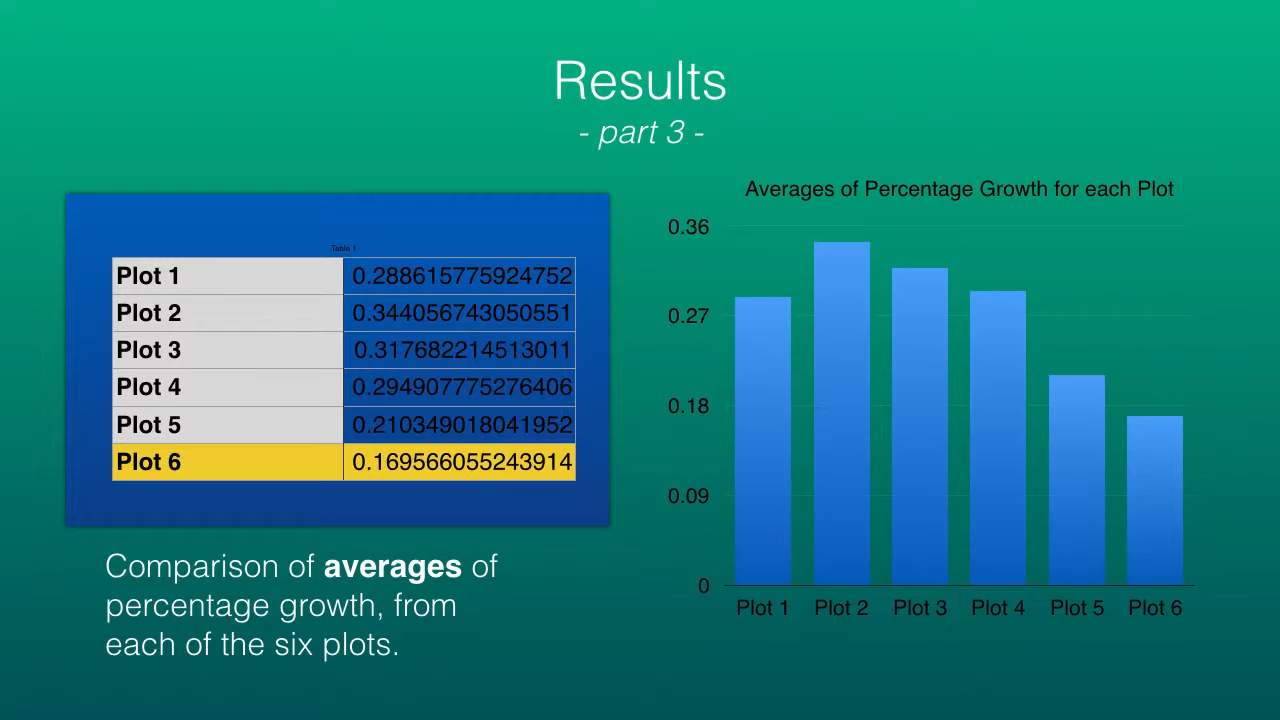 Results
- part 3 -
Table 1
Plot 1 0.288615775924752
Plot 2 0.344056743050551
Plot 3 0.317682214513011
Plot 4 0.294907775276406
Plot 5 0.210349018041952
Plot 6 0.169566055243914
Comparison of averages of
percentage growth, from
each of the six plots.
Averages of Percentage Growth for each Plot
0.36
0.27
0.18
0.09
0
Plot 1 Plot 2 Plot 3 Plot 4 Plot 5 Plot 6